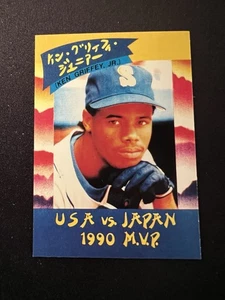 ケン・グリフィー・
ジュニアー
(KEN GRIFFEY, JR.)
S
USA vs. JAPAN
1990 M.V.P.